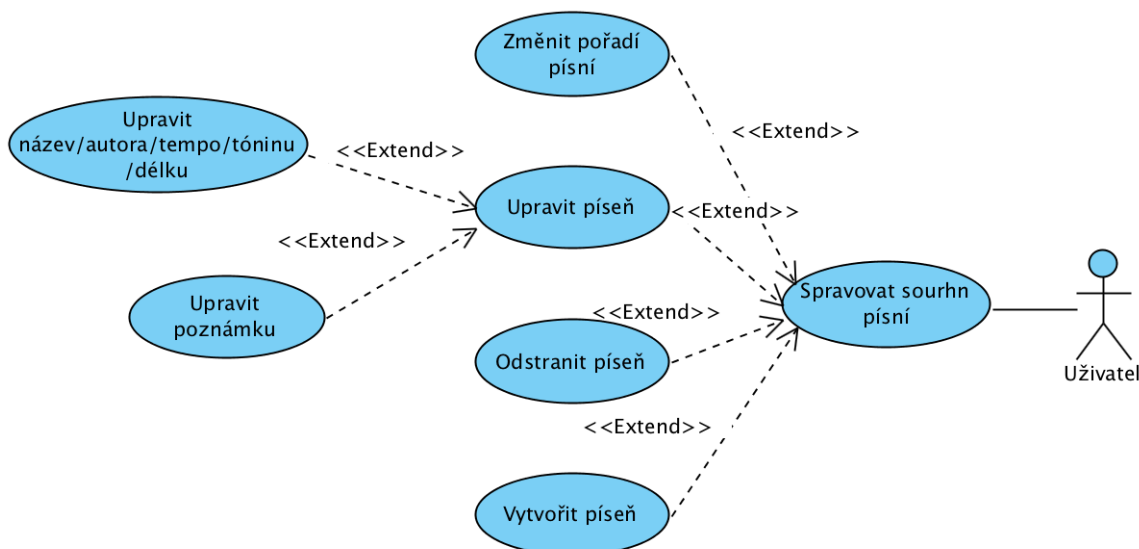 Změnit pořadí
písní
<<Extend>>
Upravit
název/autora/tempo/tóninu
/délku
<<Extend>>
Upravit píseň
<<Extend>>
<<Extend>>
Upravit
poznámku
Spravovat sourhn
písní
<<Extend>>
Odstranit píseň
Uživatel
<<Extend>>
Vytvořit píseň